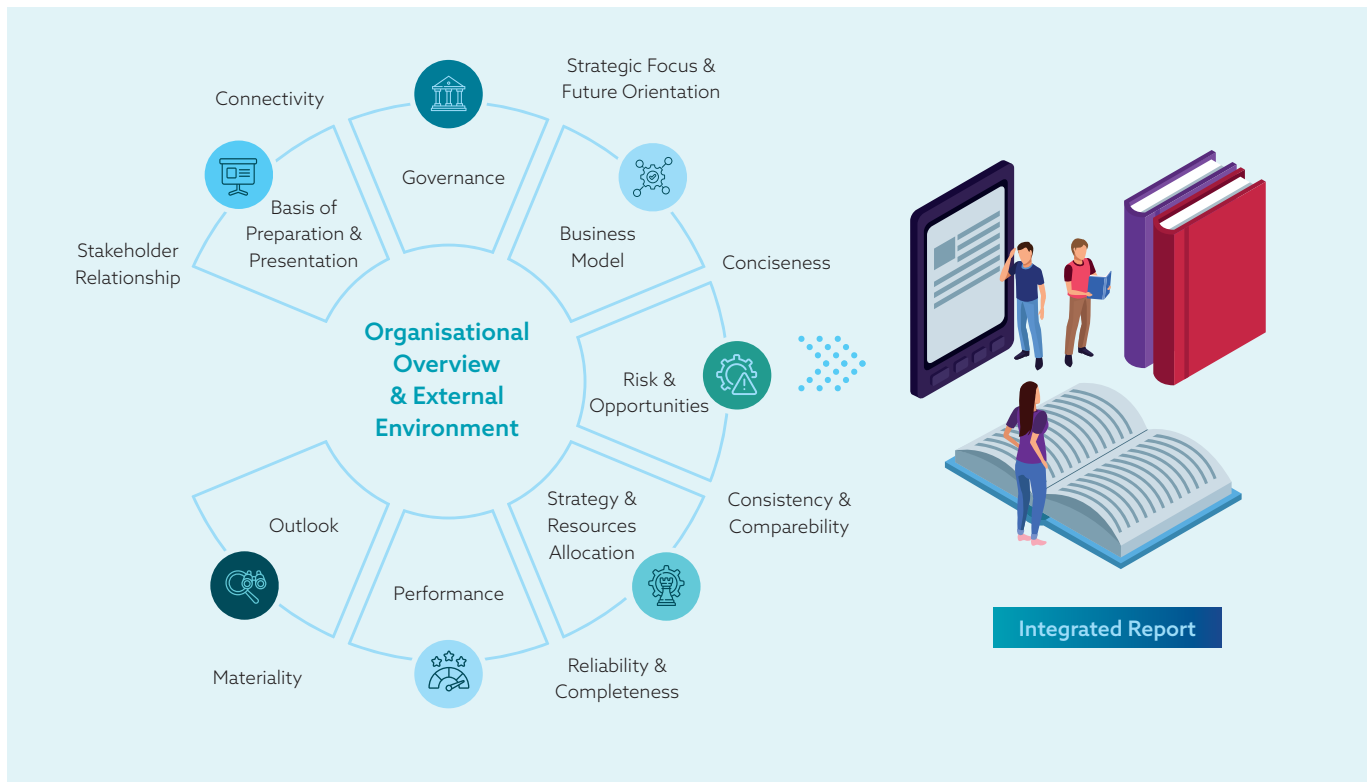 Strategic Focus &
Future Orientation
Connectivity
Governance
Basis of
Preparation &
Presentation
Business
Model
Stakeholder
Relationship
Conciseness
Organisational
Overview
& External
Environment
Risk &
Opportunities
Strategy &
Resources
Allocation
Consistency &
Comparebility
Outlook
Performance
Integrated Report
Materiality
Reliability &
Completeness